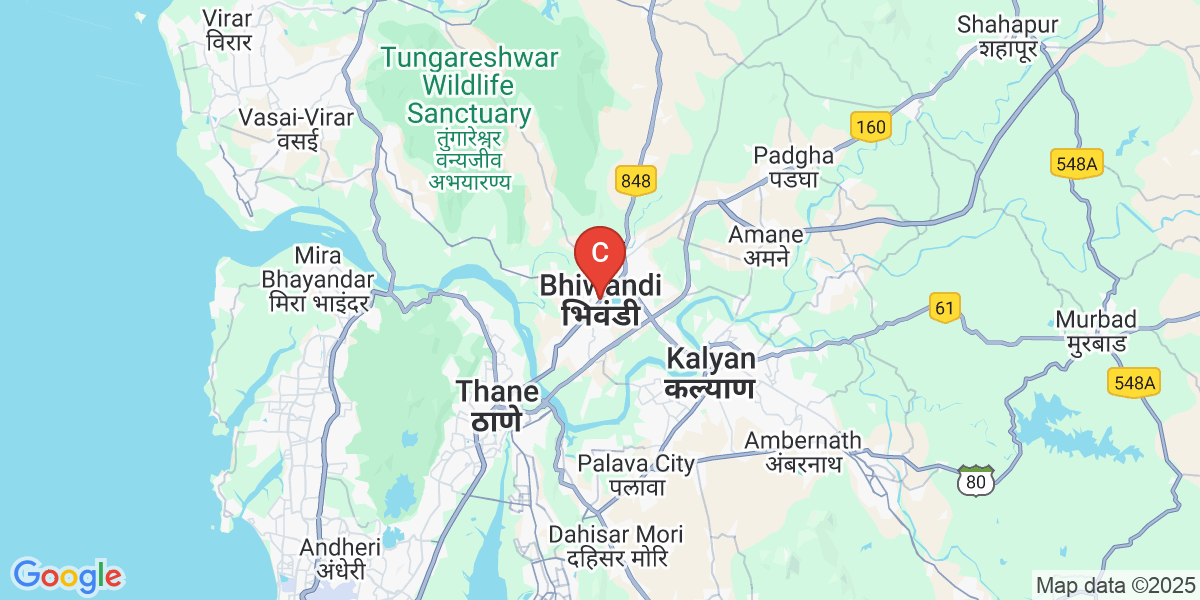 Virar
विरार
Shahapur
शहापूर
Tungareshwar
Wildlife
Sanctuary
तुंगारेश्वर
वन्यजीव
अभयारण्य
Vasai-Virar
वसई
160
Padgha
पडघा
548A
848
Amane
अमने
Mira
Bhayandar
मिरा भाइंदर
C
Bhiwandi
भिवंडी
61
Murbad
मुरबाड
Kalyan
कल्याण
548A
Thane
ठाणे
Ambernath
अंबरनाथ
Palava City
पलावा
80
Dahisar Mori
दहिसर मोरि
Andheri
अंधेरी
Google
Map data ©2025